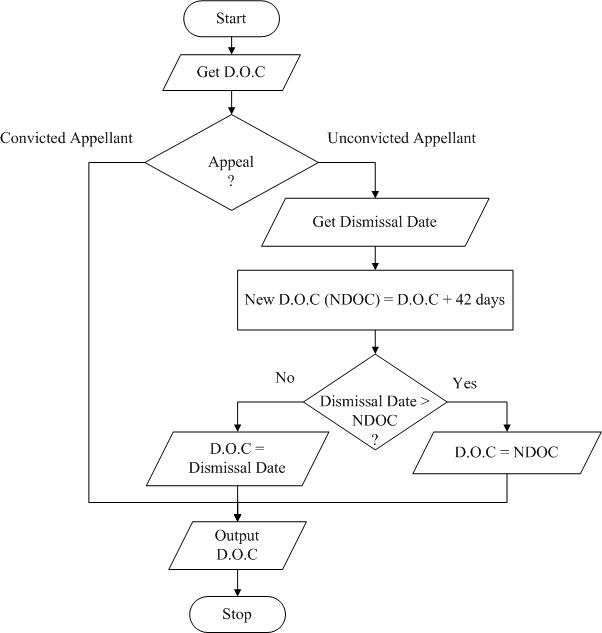 Start
Get D.O.C
Convicted Appellant
Unconvicted Appellant
Appeal
?
Get Dismissal Date
New D.O.C (NDOC) = D.O.C + 42 days
No
Yes
Dismissal Date >
NDOC
?
D.O.C =
Dismissal Date
D.O.C = NDOC
Output
D.O.C
Stop